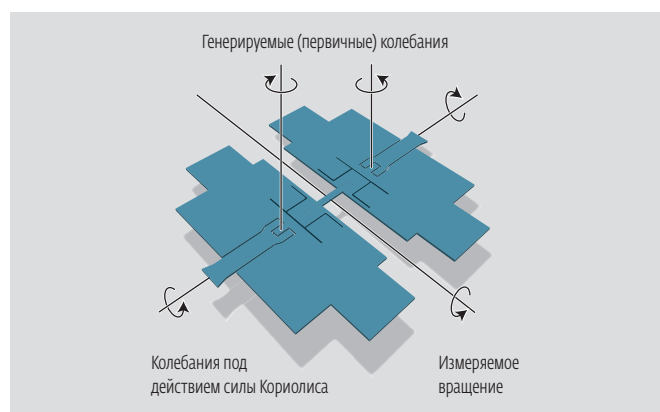 Генерируемые (первичные) колебания
Колебания под
действием силы Кориолиса
Измеряемое
вращение